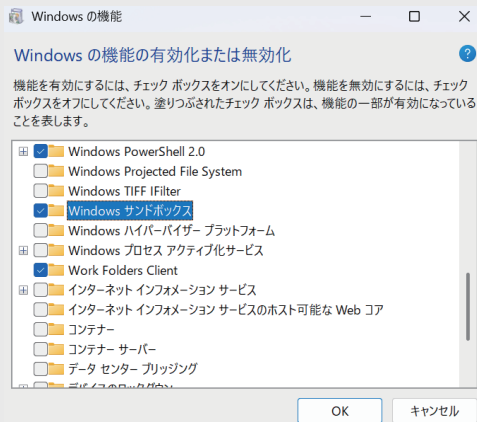 Windows の機能
Windows の機能の有効化または無効化
機能を有効にするには、チェック ボックスをオンにしてください。機能を無効にするには、チェック
ボックスをオフにしてください。塗りつぶされたチェック ボックスは、機能の一部が有効になっている
ことを表します。
Windows PowerShell 2.0
Windows Projected File System
Windows TIFF IFilter
Windows サンドボックス
Windows ハイパーバイザー プラットフォーム
Windows プロセス アクティブ化サービス
Work Folders Client
インターネット インフォメーション サービス
インターネット インフォメーション サービスのホスト可能な Web コア
コンテナー
コンテナー サーバー
データ センター ブリッジング
デバイスのロックダウン
OK
キャンセル